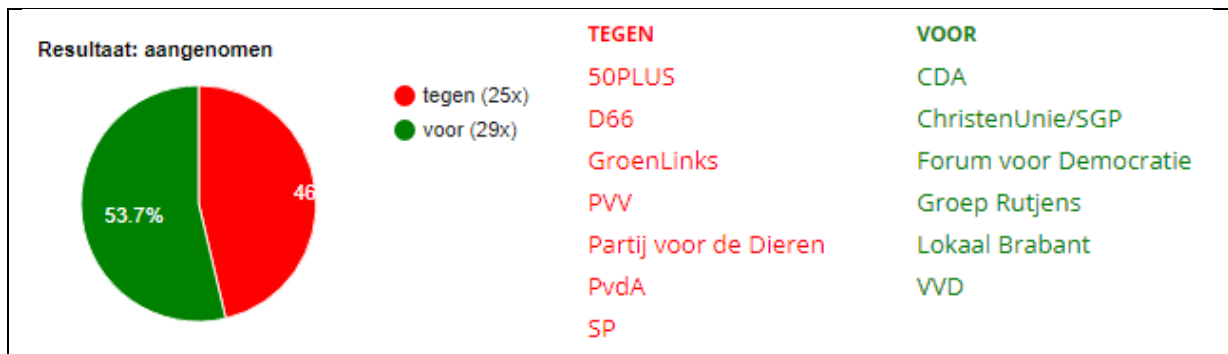 Resultaat: aangenomen
tegen (25x)
voor (29x)
53.7%
46
TEGEN
50PLUS
D66
GroenLinks
PVV
Partij voor de Dieren
PvdA
SP
VOOR
CDA
ChristenUnie/SGP
Forum voor Democratie
Groep Rutjens
Lokaal Brabant
VVD